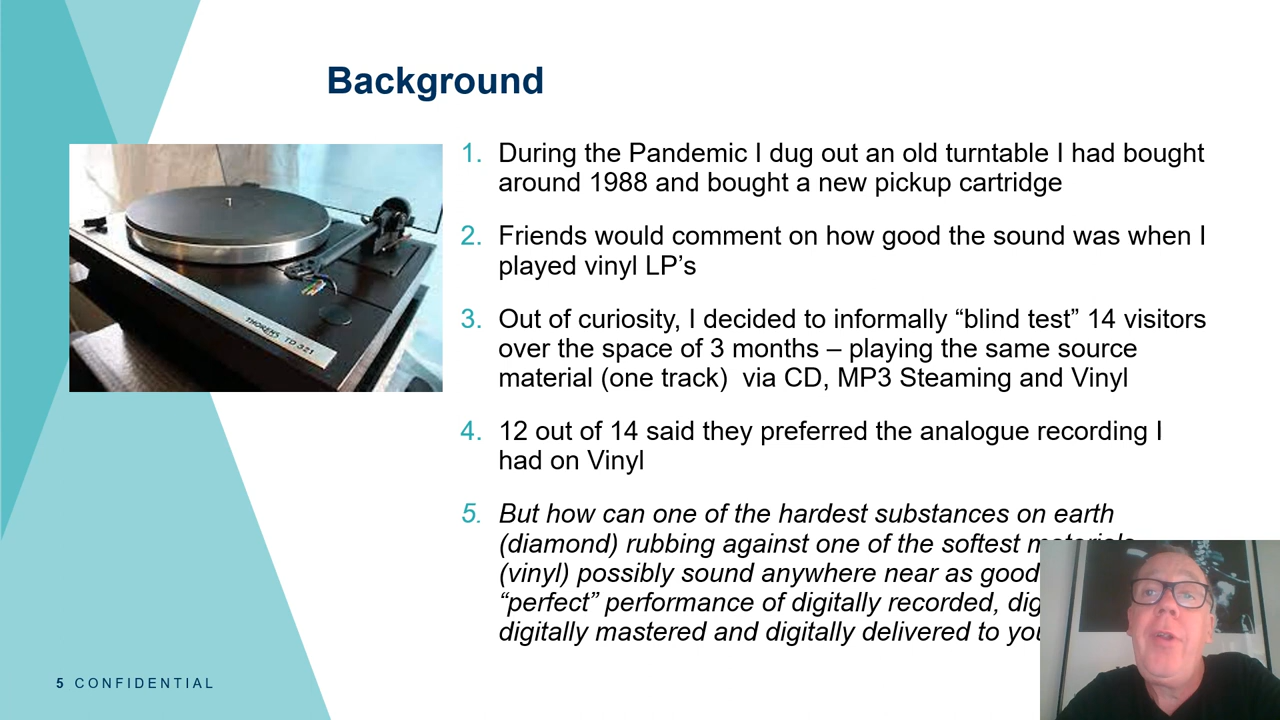 Background
1. During the Pandemic I dug out an old turntable I had bought
around 1988 and bought a new pickup cartridge
2. Friends would comment on how good the sound was when I
played vinyl LP’s
3. Out of curiosity, I decided to informally “blind test” 14 visitors
over the space of 3 months – playing the same source
material (one track) via CD, MP3 Steaming and Vinyl
4. 12 out of 14 said they preferred the analogue recording I
had on Vinyl
5. But how can one of the hardest substances on earth
(diamond) rubbing against one of the softest materials
(vinyl) possibly sound anywhere near as good
“perfect” performance of digitally recorded,
digitally mastered and digitally delivered to
THORENS TD 321
5 CONFIDENTIAL